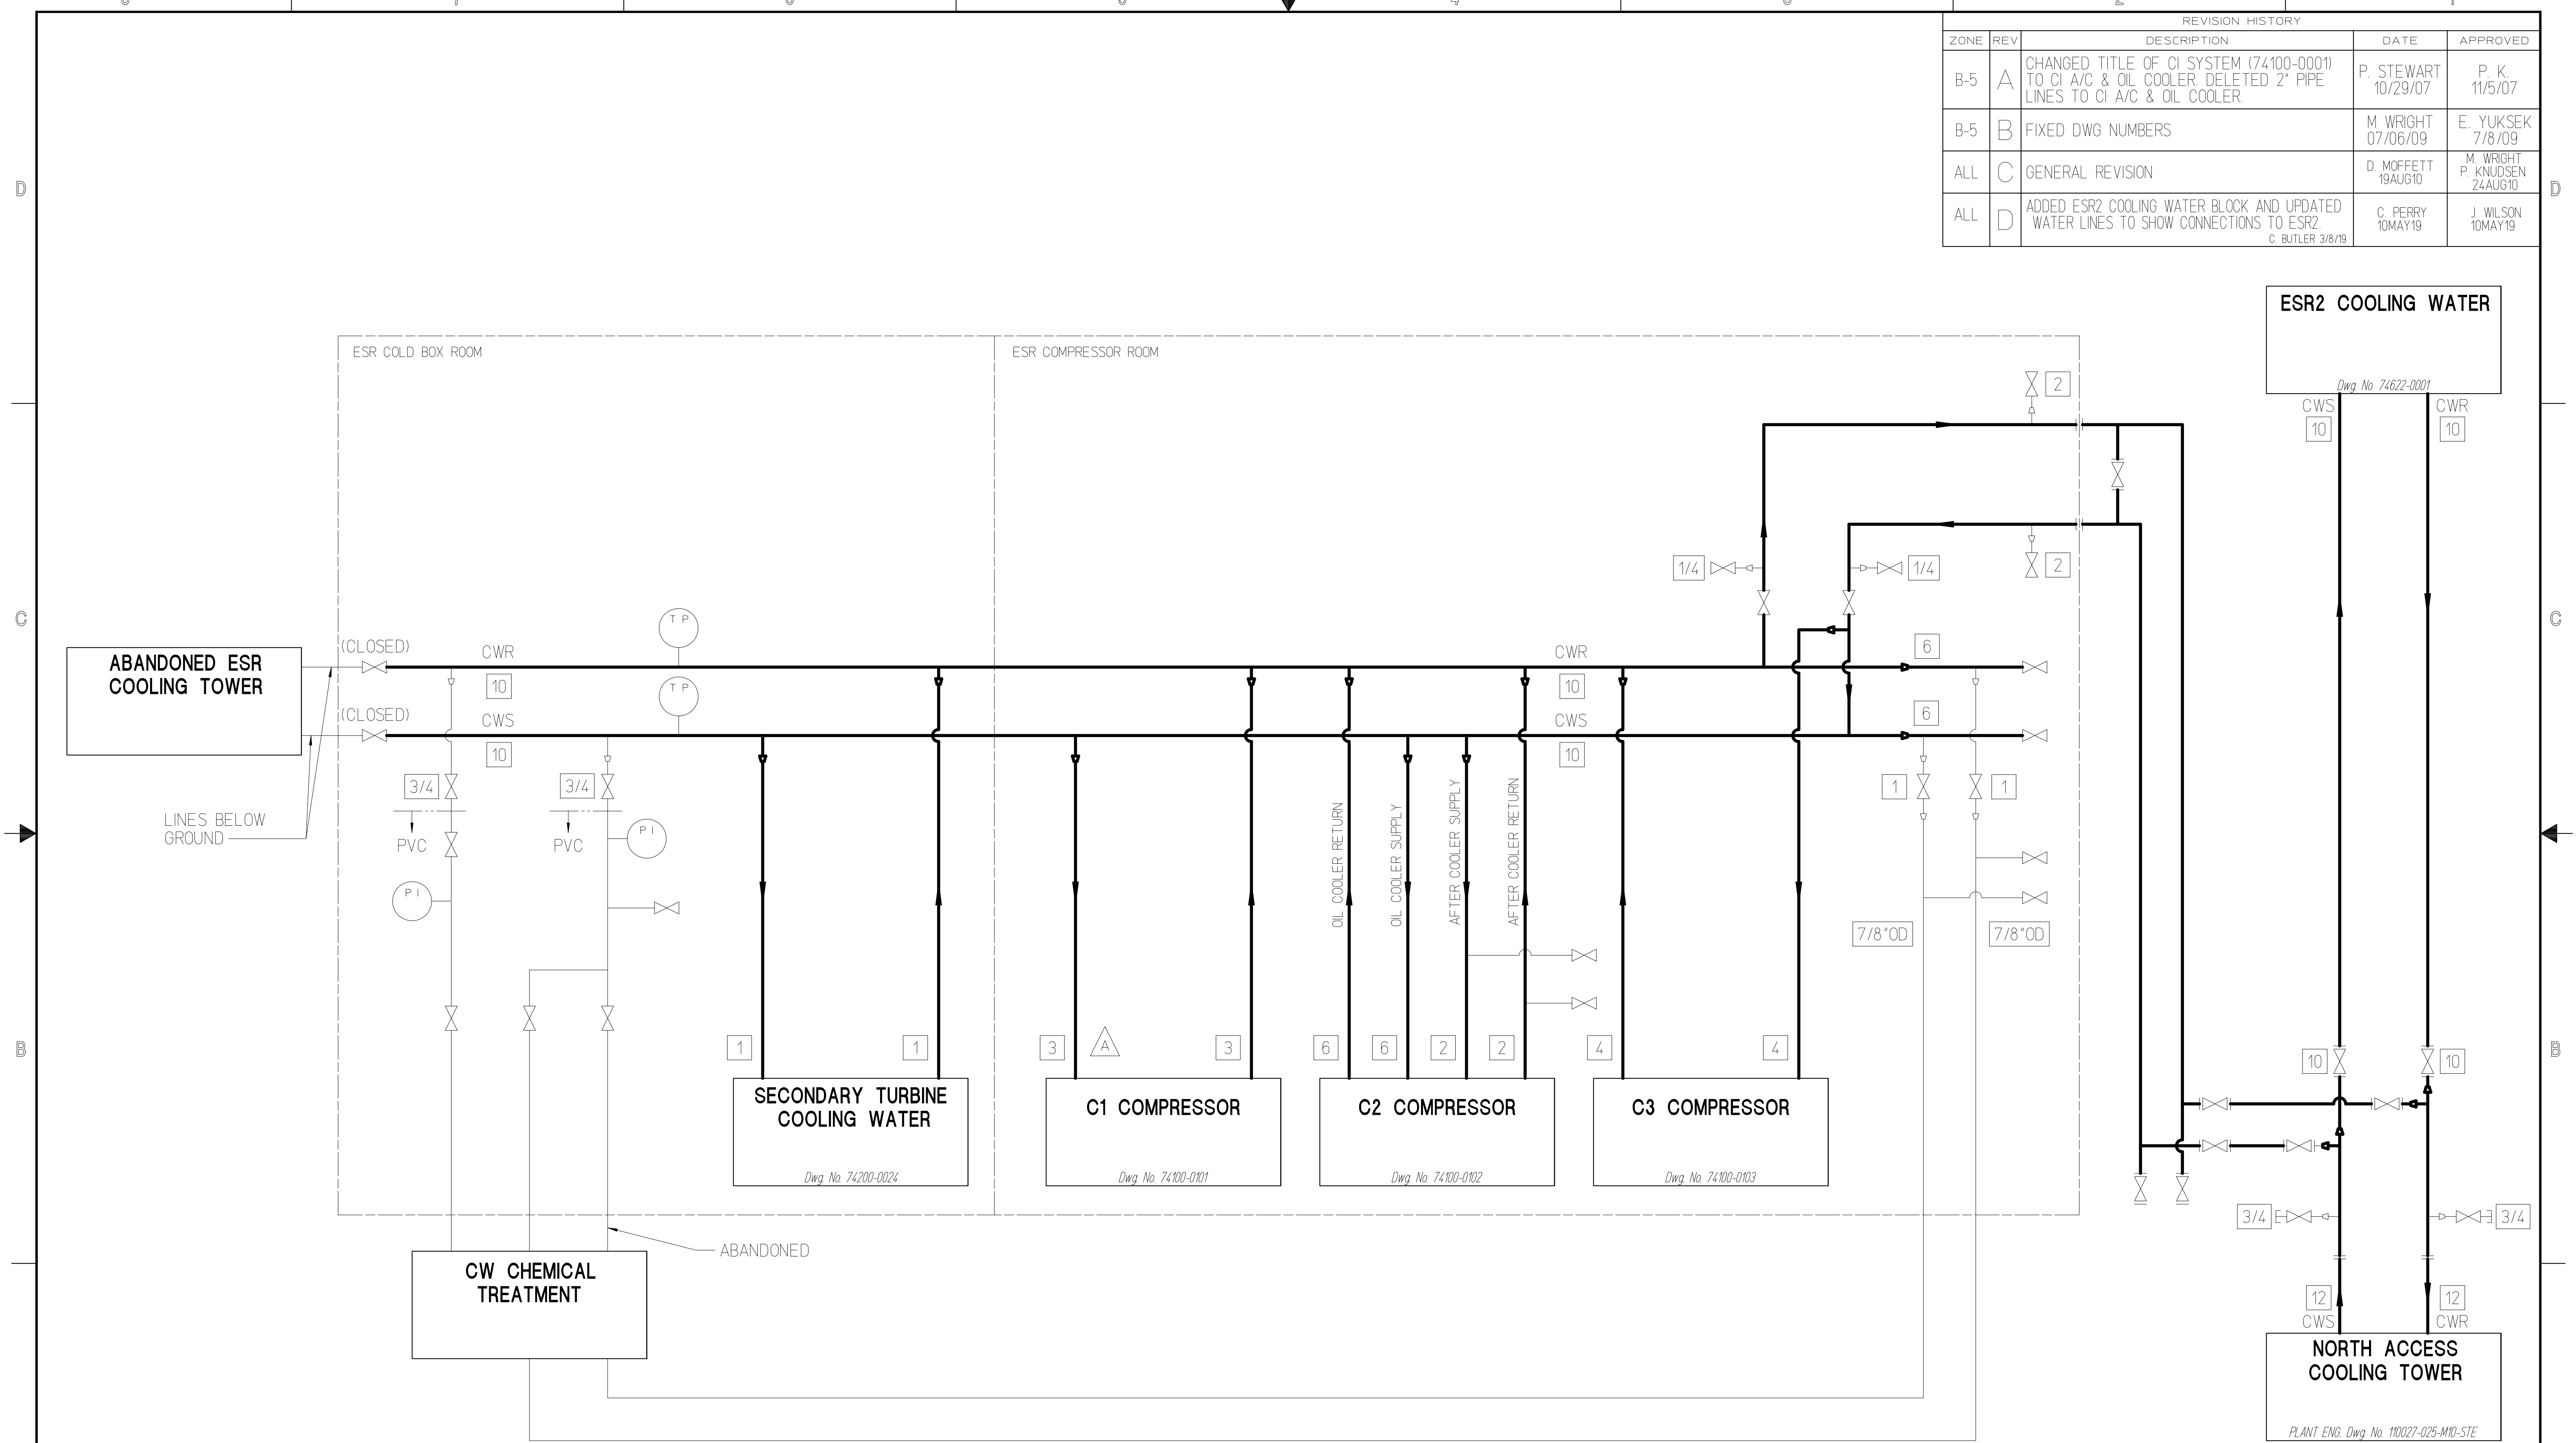 REVISION HISTORY
ZONE REV DESCRIPTION DATE APPROVED
B-5 A CHANGED TITLE OF CI SYSTEM (74100-0001)
TO CI A/C & OIL COOLER. DELETED 2" PIPE
LINES TO CI A/C & OIL COOLER.
P. STEWART
10/29/07
P. K.
11/5/07
B-5 B FIXED DWG NUMBERS
M WRIGHT
07/06/09
E. YUKSEK
7/8/09
ALL C GENERAL REVISION
D. MOFFETT
19AUG10
M. WRIGHT
P. KNUDSEN
24AUG10
ALL D ADDED ESR2 COOLING WATER BLOCK AND UPDATED
WATER LINES TO SHOW CONNECTIONS TO ESR2.
C. BUTLER 3/8/19
C. PERRY
10MAY19
J. WILSON
10MAY19
D
D
ESR2 COOLING WATER
Dwg. No. 74622-0001
CWS
10
CWR
10
ESR COLD BOX ROOM
ESR COMPRESSOR ROOM
2
2
1/4
1/4
C
C
ABANDONED ESR
COOLING TOWER
(CLOSED)
(CLOSED)
LINES BELOW
GROUND
CWR
10
CWS
10
T P
T P
CWR
10
CWS
10
6
6
3/4
3/4
PVC
PVC
P I
P I
1
1
7/8"OD
7/8"OD
OIL COOLER RETURN
OIL COOLER SUPPLY
AFTER COOLER SUPPLY
AFTER COOLER RETURN
B
B
1
1
3
A
3
6
6
2
2
4
4
10
10
SECONDARY TURBINE
COOLING WATER
Dwg. No. 74200-0024
C1 COMPRESSOR
Dwg. No. 74100-0101
C2 COMPRESSOR
Dwg. No. 74100-0102
C3 COMPRESSOR
Dwg. No. 74100-0103
3/4
3/4
ABANDONED
CW CHEMICAL
TREATMENT
12
CWS
12
CWR
NORTH ACCESS
COOLING TOWER
PLANT ENG. Dwg. No. 110027-025-M10-STE